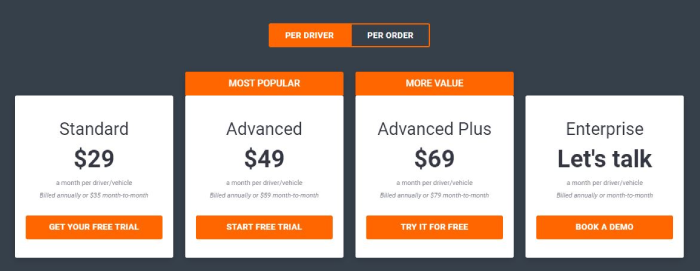 PER DRIVER PER ORDER
MOST POPULAR
MORE VALUE
Standard
$29
a month per driver/vehicle
Billed annually or $35 month-to-month
GET YOUR FREE TRIAL
Advanced
$49
a month per driver/vehicle
Billed annually or $59 month-to-month
START FREE TRIAL
Advanced Plus
$69
a month per driver/vehicle
Billed annually or $79 month-to-month
TRY IT FOR FREE
Enterprise
Let's talk
a month per driver/vehicle
Billed annually or month-to-month
BOOK A DEMO